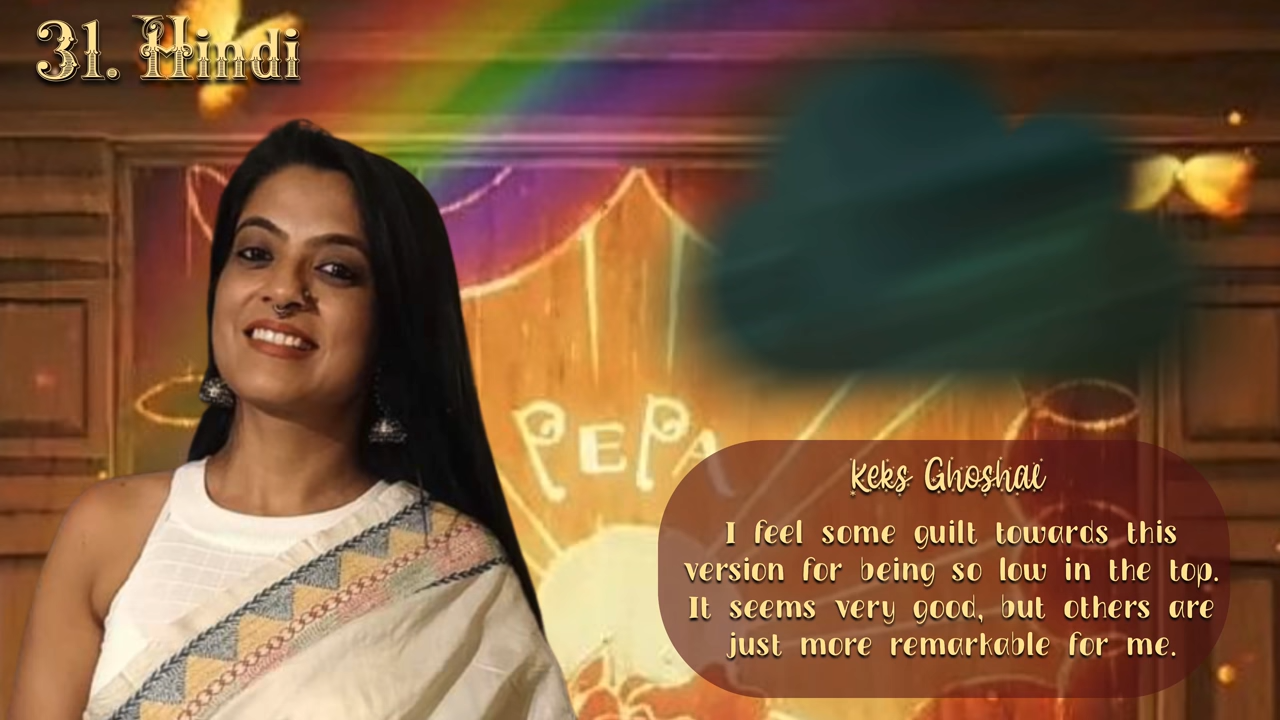 31. Hindi
PEPA
Keks Ghoshal
I feel some guilt towards this
version for being so low in the top.
It seems very good, but others are
just more remarkable for me.